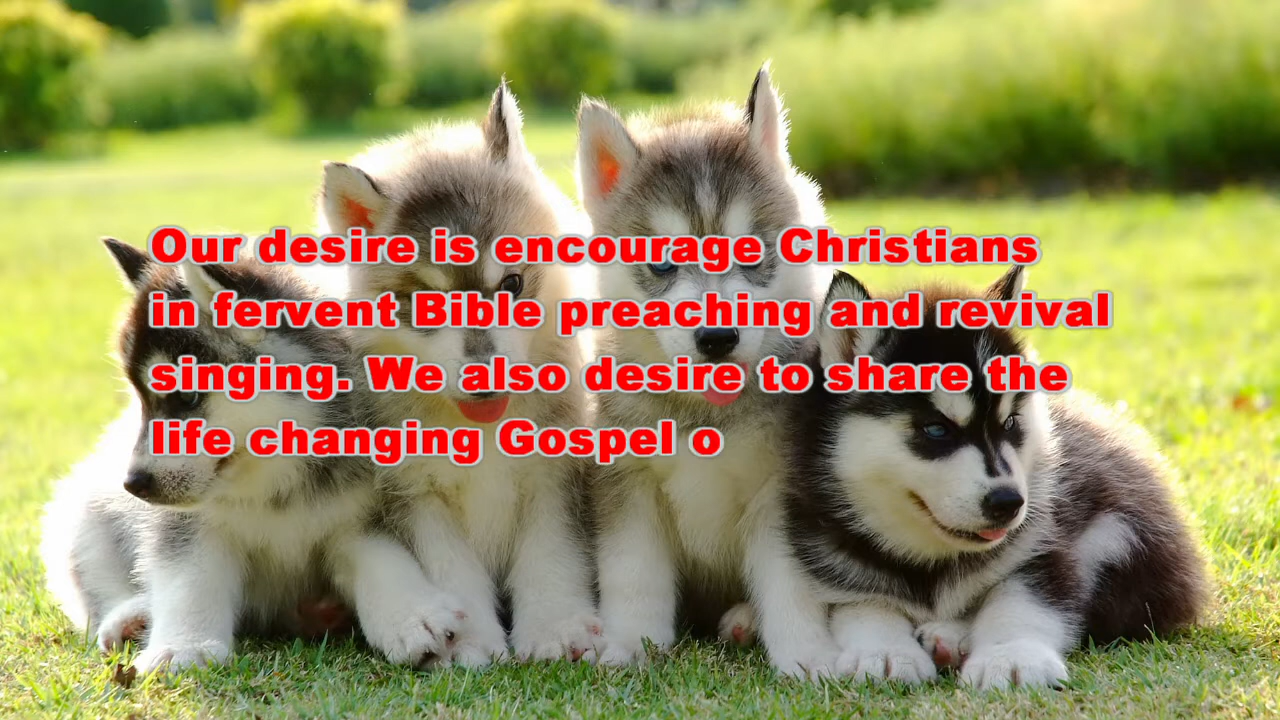 Our desire is encourage Christians
in fervent Bible preaching and revival
singing. We also desire to share the
life changing Gospel o